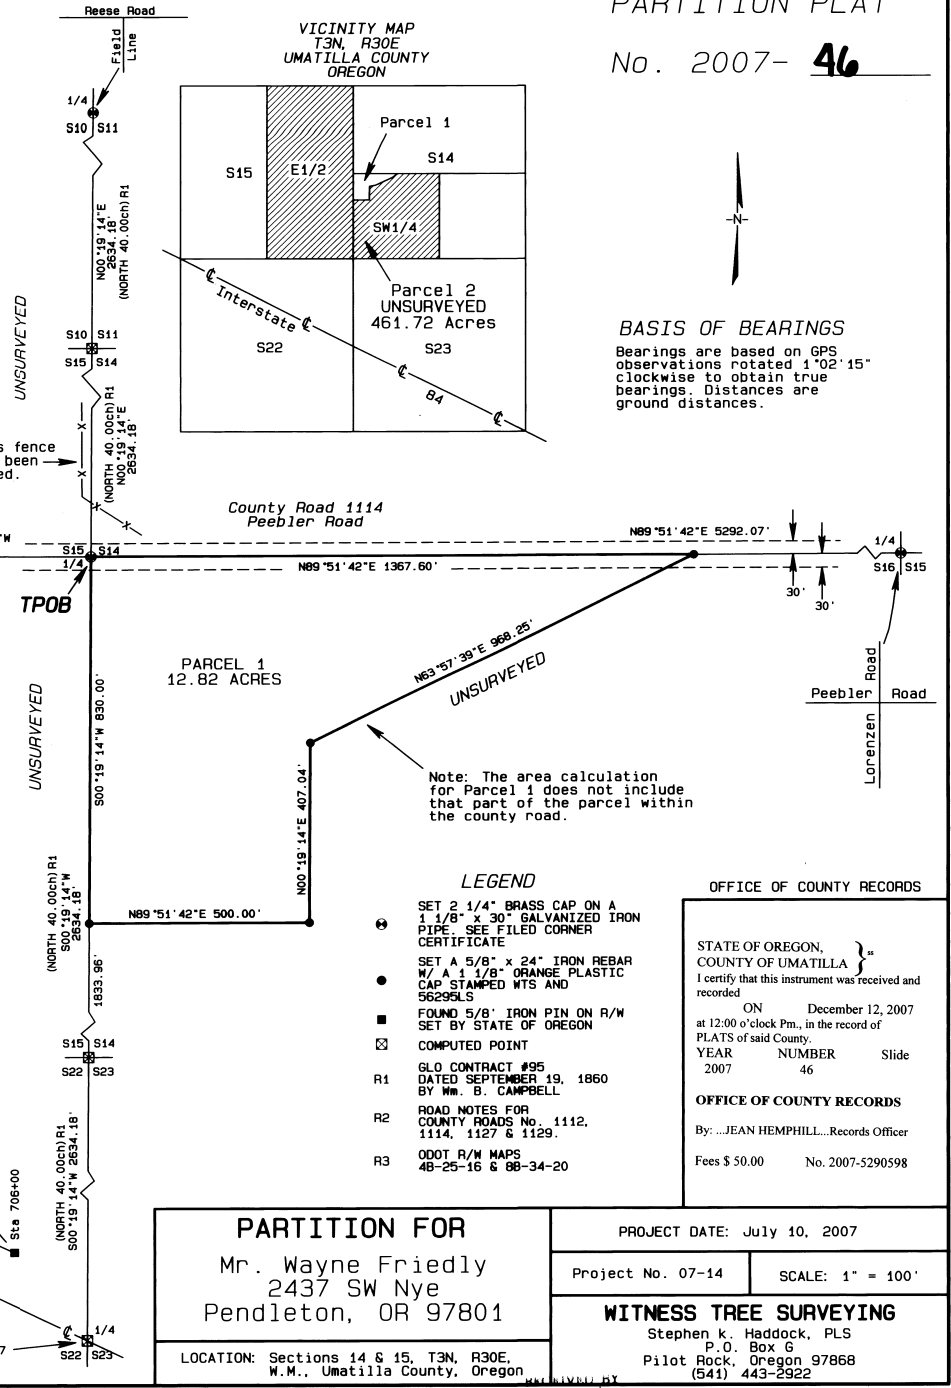 PARTITION PLAT
No. 2007- 46
Reese Road
Field
Line
1/4
S10 S11
N00°19'14"E
2634.18'
(NORTH 40.00ch) R1
UNSURVEYED
S10 S11
S15 S14
(NORTH 40.00ch) R1
N00°19'14"E
2634.18'
s fence
been
ed.
VICINITY MAP
T3N, R30E
UMATILLA COUNTY
OREGON
Parcel 1
S15
E1/2
S14
SW1/4
Parcel 2
UNSURVEYED
461.72 Acres
Interstate
84
S22
S23
-N-
BASIS OF BEARINGS
Bearings are based on GPS
observations rotated 1°02'15"
clockwise to obtain true
bearings. Distances are
ground distances.
County Road 1114
Peebler Road
"W
N89°51'42"E 5292.07'
S15 S14
1/4
TPOB
N89°51'42"E 1367.60'
30'
30'
1/4
S16 S15
Peebler Road
Lorenzen Road
UNSURVEYED
S00°19'14"W 830.00'
PARCEL 1
12.82 ACRES
N63°57'39"E 968.25'
UNSURVEYED
N00°19'14"E 407.04'
N89°51'42"E 500.00'
Note: The area calculation
for Parcel 1 does not include
that part of the parcel within
the county road.
(NORTH 40.00ch) R1
S00°19'14"W
2634.18'
1833.96'
S15 S14
S22 S23
(NORTH 40.00ch) R1
S00°19'14"W 2634.18'
Sta 706+00
1/4
S22 S23
7
LEGEND
SET 2 1/4" BRASS CAP ON A
1 1/8" x 30" GALVANIZED IRON
PIPE. SEE FILED CORNER
CERTIFICATE
SET A 5/8" x 24" IRON REBAR
W/ A 1 1/8" ORANGE PLASTIC
CAP STAMPED WTS AND
56295LS
FOUND 5/8' IRON PIN ON R/W
SET BY STATE OF OREGON
COMPUTED POINT
R1 GLO CONTRACT #95
DATED SEPTEMBER 19, 1860
BY Wm. B. CAMPBELL
R2 ROAD NOTES FOR
COUNTY ROADS No. 1112,
1114, 1127 & 1129.
R3 ODOT R/W MAPS
4B-25-16 & 8B-34-20
OFFICE OF COUNTY RECORDS
STATE OF OREGON,
COUNTY OF UMATILLA } ss
I certify that this instrument was received and
recorded
ON December 12, 2007
at 12:00 o'clock Pm., in the record of
PLATS of said County.
YEAR NUMBER Slide
2007 46
OFFICE OF COUNTY RECORDS
By: ...JEAN HEMPHILL...Records Officer
Fees $ 50.00 No. 2007-5290598
PARTITION FOR
Mr. Wayne Friedly
2437 SW Nye
Pendleton, OR 97801
LOCATION: Sections 14 & 15, T3N, R30E,
W.M., Umatilla County, Oregon
PROJECT DATE: July 10, 2007
Project No. 07-14
SCALE: 1" = 100'
WITNESS TREE SURVEYING
Stephen k. Haddock, PLS
P.O. Box G
Pilot Rock, Oregon 97868
(541) 443-2922